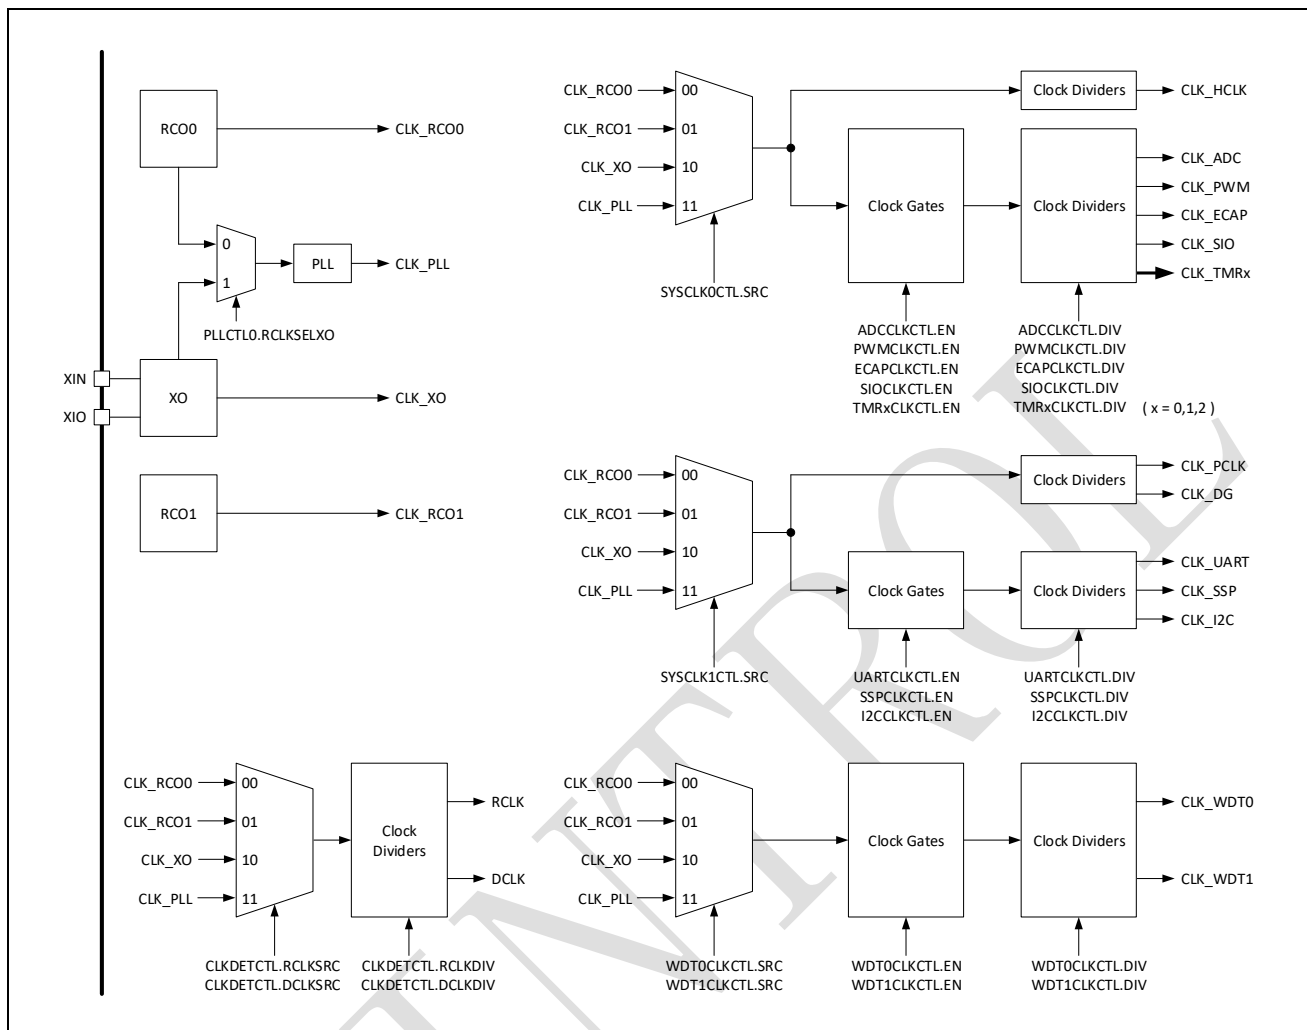 RCO0
CLK_RCO0
0
1
PLL
CLK_PLL
PLLCTL0.RCLKSELXO
XIN
XIO
XO
CLK_XO
RCO1
CLK_RCO1
CLK_RCO0
CLK_RCO1
CLK_XO
CLK_PLL
00
01
10
11
SYSCLK0CTL.SRC
Clock Dividers
CLK_HCLK
Clock Gates
Clock Dividers
CLK_ADC
CLK_PWM
CLK_ECAP
CLK_SIO
CLK_TMRx
ADCCLKCTL.EN
PWMCLKCTL.EN
ECAPCLKCTL.EN
SIOCLKCTL.EN
TMRxCLKCTL.EN
ADCCLKCTL.DIV
PWMCLKCTL.DIV
ECAPCLKCTL.DIV
SIOCLKCTL.DIV
TMRxCLKCTL.DIV ( x = 0,1,2 )
CLK_RCO0
CLK_RCO1
CLK_XO
CLK_PLL
00
01
10
11
SYSCLK1CTL.SRC
Clock Dividers
CLK_PCLK
CLK_DG
Clock Gates
Clock Dividers
CLK_UART
CLK_SSP
CLK_I2C
UARTCLKCTL.EN
SSPCLKCTL.EN
I2CCLKCTL.EN
UARTCLKCTL.DIV
SSPCLKCTL.DIV
I2CCLKCTL.DIV
CLK_RCO0
CLK_RCO1
CLK_XO
CLK_PLL
00
01
10
11
Clock
Dividers
RCLK
DCLK
CLKDETCTL.RCLKSRC
CLKDETCTL.DCLKSRC
CLKDETCTL.RCLKDIV
CLKDETCTL.DCLKDIV
CLK_RCO0
CLK_RCO1
CLK_XO
CLK_PLL
00
01
10
11
Clock Gates
Clock Dividers
CLK_WDT0
CLK_WDT1
WDT0CLKCTL.SRC
WDT1CLKCTL.SRC
WDT0CLKCTL.EN
WDT1CLKCTL.EN
WDT0CLKCTL.DIV
WDT1CLKCTL.DIV